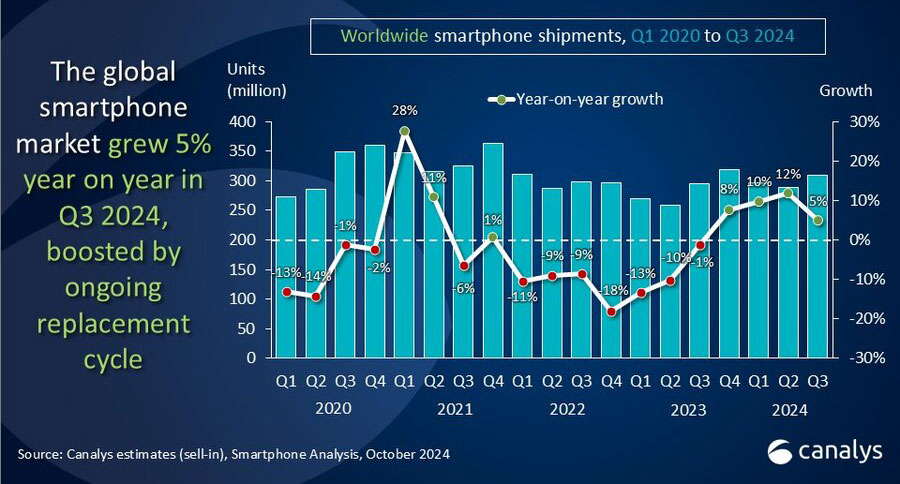 Worldwide smartphone shipments, Q1 2020 to Q3 2024
The global
smartphone
market grew 5%
year on year in
Q3 2024,
boosted by
ongoing
replacement
cycle
Units
(million)
Year-on-year growth
Growth
400
350
300
250
200
150
100
50
0
30%
20%
10%
0%
-10%
-20%
-30%
-13%
-14%
-1%
-2%
28%
11%
-6%
1%
-11%
-9%
-9%
-18%
-13%
-10%
-1%
8%
10%
12%
5%
Q1 Q2 Q3 Q4 Q1 Q2 Q3 Q4 Q1 Q2 Q3 Q4 Q1 Q2 Q3 Q4 Q1 Q2 Q3
2020 2021 2022 2023 2024
Source: Canalys estimates (sell-in), Smartphone Analysis, October 2024
canalys